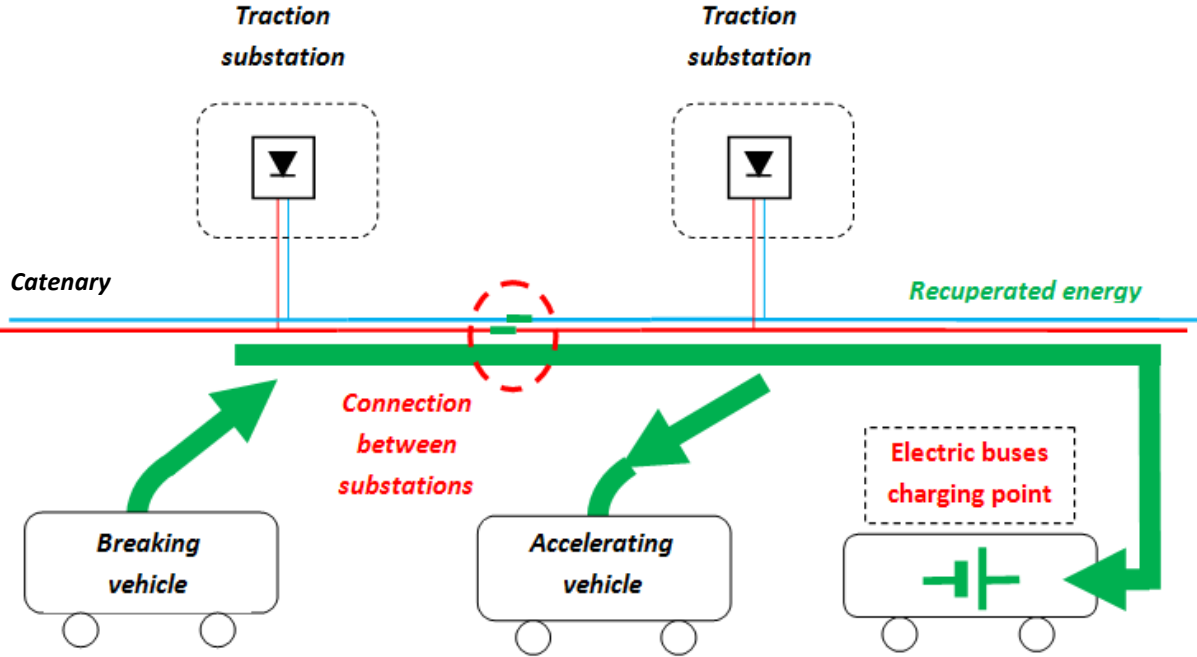 Traction
substation
Traction
substation
Catenary
Recuperated energy
Connection
between
substations
Electric buses
charging point
Breaking
vehicle
Accelerating
vehicle